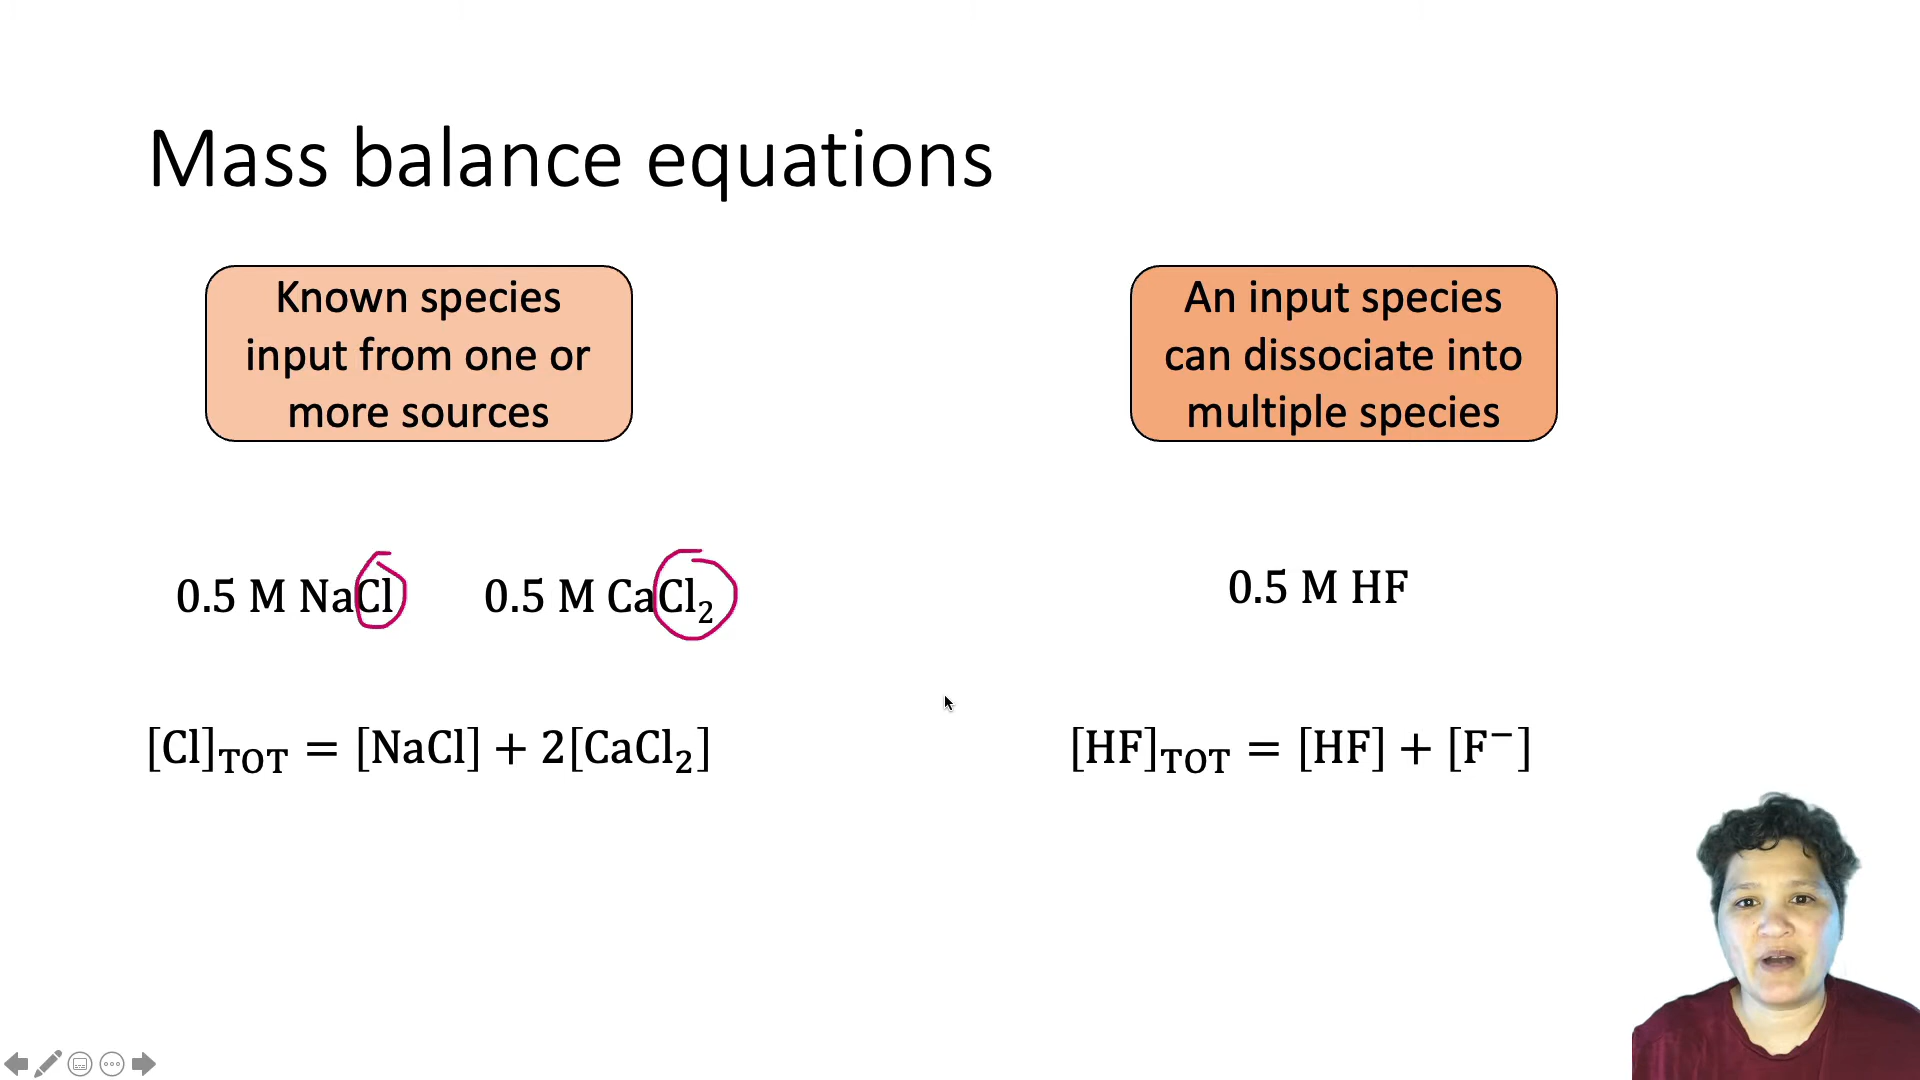 Mass balance equations
Known species
input from one or
more sources
An input species
can dissociate into
multiple species
0.5 M NaCl
0.5 M CaCl₂
0.5 M HF
[Cl]TOT = [NaCl] + 2[CaCl₂]
[HF]TOT = [HF] + [F⁻]